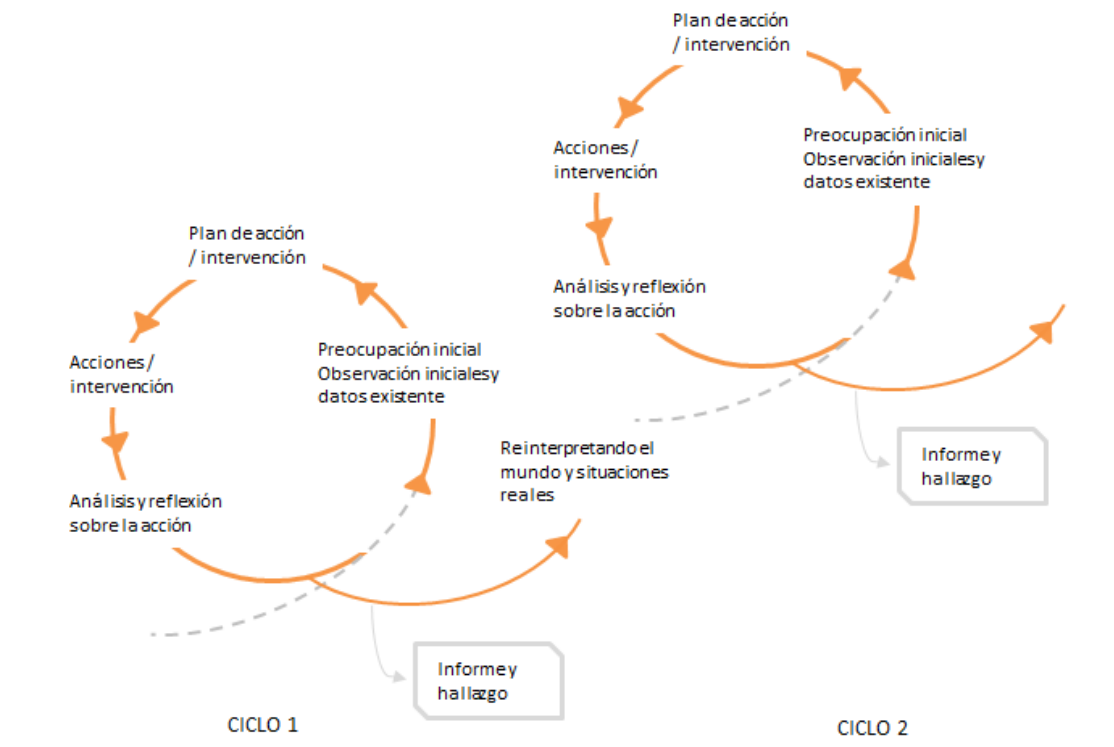 Plan de acción
/ intervención
Preocupación inicial
Observación inicialesy
datos existente
Acciones/
intervención
Análisis y reflexión
sobre la acción
Informe y
hallazgo
CICLO 2
Plan de acción
/ intervención
Preocupación inicial
Observación inicialesy
datos existente
Acciones/
intervención
Análisis y reflexión
sobre la acción
Reinterpretando el
mundo y situaciones
reales
Informe y
hallazgo
CICLO 1